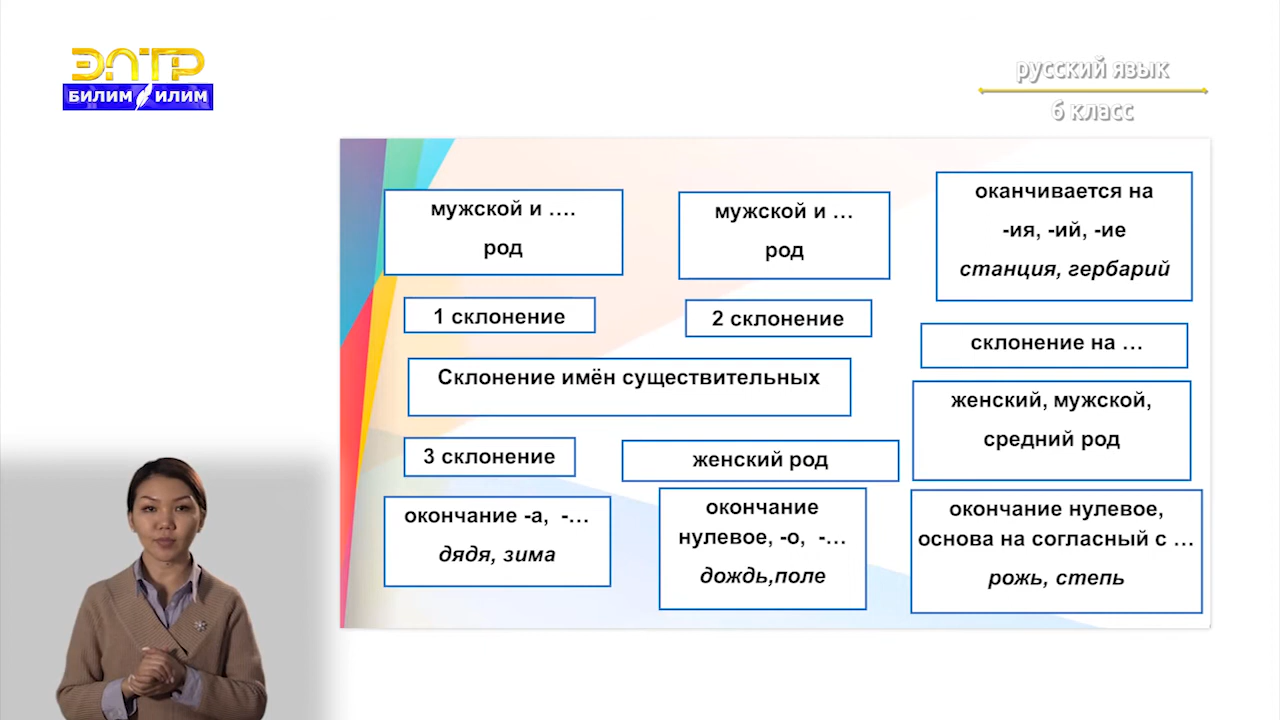 ЭЛТР
БИЛИМ ИЛИМ
русский язык
6 класс
мужской и ….
род
мужской и …
род
оканчивается на
-ия, -ий, -ие
станция, гербарий
1 склонение
2 склонение
склонение на …
Склонение имён существительных
женский, мужской,
средний род
3 склонение
женский род
окончание -а, -…
дядя, зима
окончание
нулевое, -о, -…
дождь,поле
окончание нулевое,
основа на согласный с …
рожь, степь